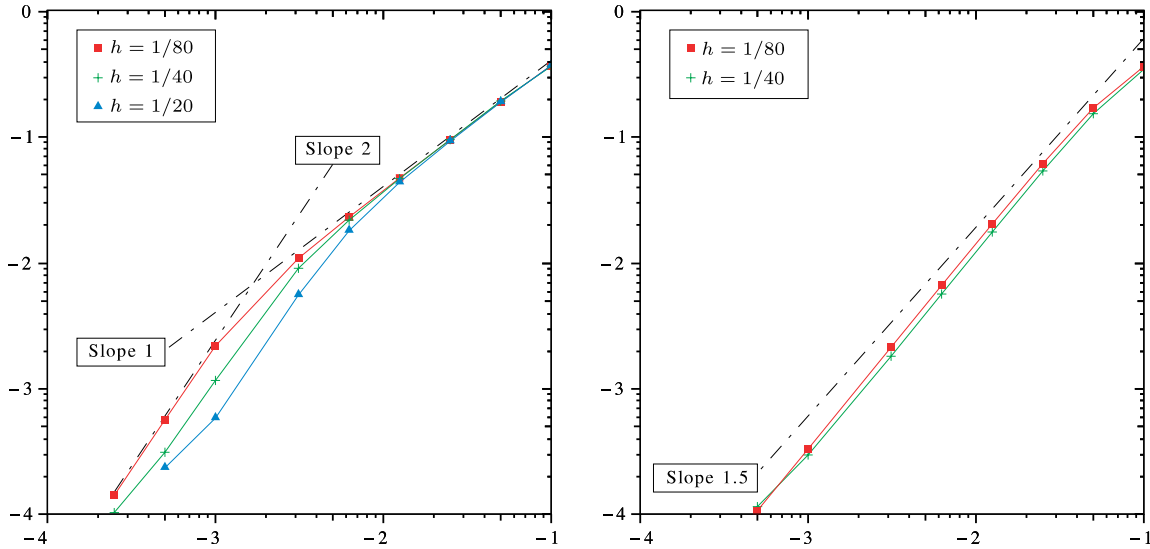 0
h = 1/80
h = 1/40
h = 1/20
−1
Slope 2
−2
Slope 1
−3
−4
−4
−3
−2
−1
0
h = 1/80
h = 1/40
−1
−2
−3
Slope 1.5
−4
−4
−3
−2
−1